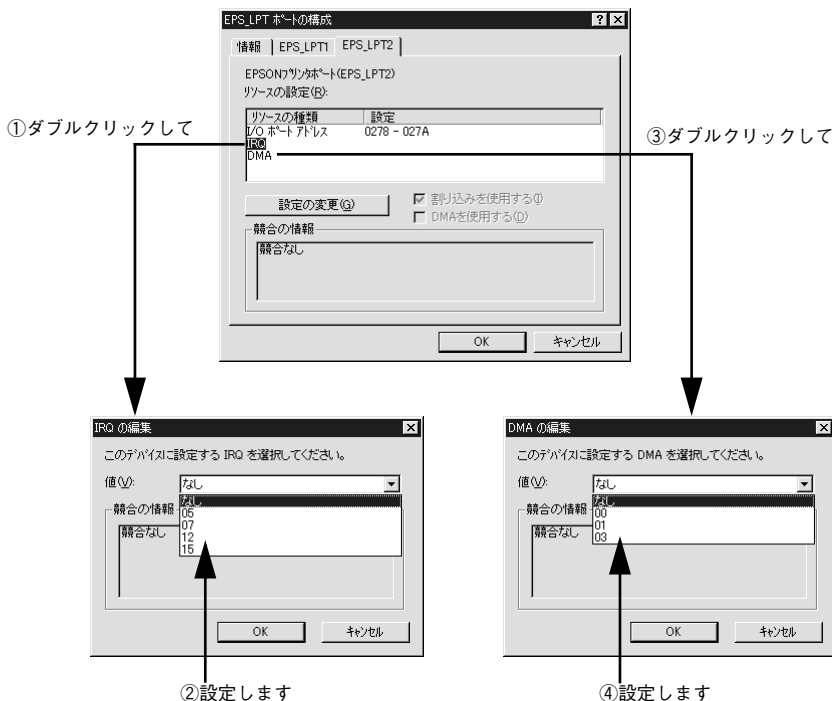 EPS_LPT ポートの構成
情報
EPS_LPT1
EPS_LPT2
EPSONプリンタポート(EPS_LPT2)
リソースの設定(R):
リソースの種類
設定
I/O ポート アドレス
0278 - 027A
IRQ
DMA
①ダブルクリックして
③ダブルクリックして
設定の変更(G)
割り込みを使用する(I)
DMAを使用する(D)
競合の情報
競合なし
OK
キャンセル
IRQ の編集
このデバイスに設定する IRQ を選択してください。
値(V):
なし
なし
05
07
12
15
競合の情報
競合なし
OK
キャンセル
②設定します
DMA の編集
このデバイスに設定する DMA を選択してください。
値(V):
なし
なし
00
01
03
競合の情報
競合なし
OK
キャンセル
④設定します